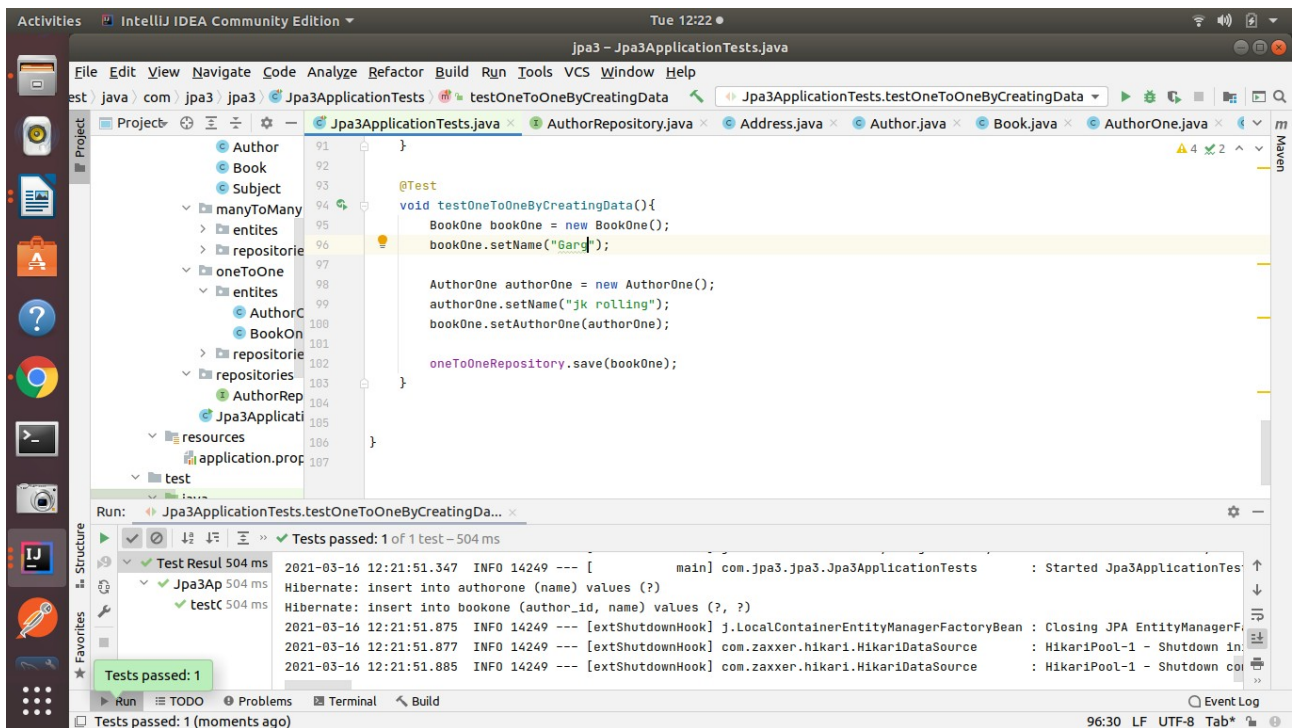 Activities IntelliJ IDEA Community Edition Tue 12:22
jpa3 – Jpa3ApplicationTests.java
File Edit View Navigate Code Analyze Refactor Build Run Tools VCS Window Help
est java com jpa3 jpa3 Jpa3ApplicationTests testOneToOneByCreatingData Jpa3ApplicationTests.testOneToOneByCreatingData
Project Jpa3ApplicationTests.java AuthorRepository.java Address.java Author.java Book.java AuthorOne.java
Project
Maven
4 2
Author
Book
Subject
manyToMany
entites
repositorie
oneToOne
entites
AuthorC
BookOn
repositorie
repositories
AuthorRep
Jpa3Applicati
resources
application.prop
test
java
91 }
92
93 @Test
94 void testOneToOneByCreatingData(){
95 BookOne bookOne = new BookOne();
96 bookOne.setName("Garg");
97
98 AuthorOne authorOne = new AuthorOne();
99 authorOne.setName("jk rolling");
100 bookOne.setAuthorOne(authorOne);
101
102 oneToOneRepository.save(bookOne);
103 }
104
105
106 }
107
Run: Jpa3ApplicationTests.testOneToOneByCreatingDa...
Structure
Favorites
Tests passed: 1 of 1 test – 504 ms
Test Resul 504 ms
Jpa3Ap 504 ms
test( 504 ms
2021-03-16 12:21:51.347 INFO 14249 --- [ main] com.jpa3.jpa3.Jpa3ApplicationTests : Started Jpa3ApplicationTes
Hibernate: insert into authorone (name) values (?)
Hibernate: insert into bookone (author_id, name) values (?, ?)
2021-03-16 12:21:51.875 INFO 14249 --- [extShutdownHook] j.LocalContainerEntityManagerFactoryBean : Closing JPA EntityManagerF
2021-03-16 12:21:51.877 INFO 14249 --- [extShutdownHook] com.zaxxer.hikari.HikariDataSource : HikariPool-1 - Shutdown in
2021-03-16 12:21:51.885 INFO 14249 --- [extShutdownHook] com.zaxxer.hikari.HikariDataSource : HikariPool-1 - Shutdown co
Tests passed: 1
Run TODO Problems Terminal Build Event Log
Tests passed: 1 (moments ago) 96:30 LF UTF-8 Tab*